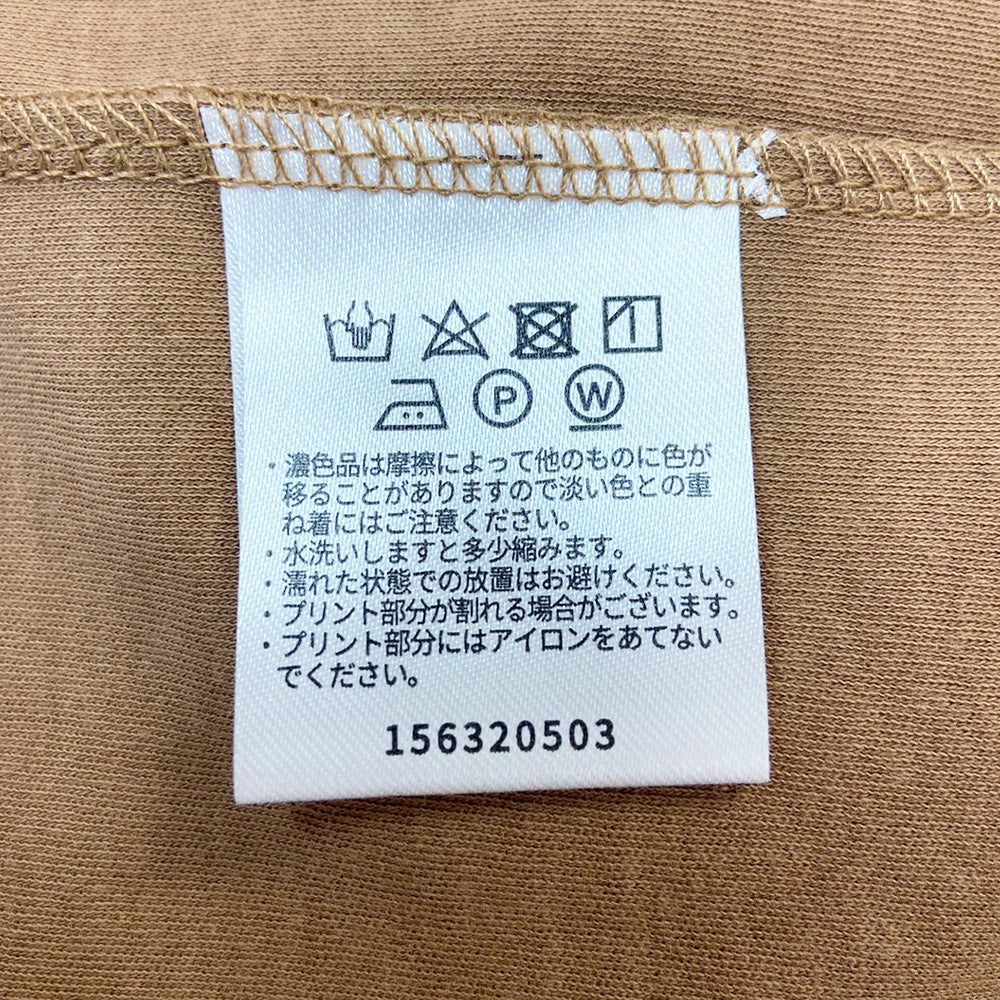 P W
・濃色品は摩擦によって他のものに色が
移ることがありますので淡い色との重
ね着にはご注意ください。
・水洗いしますと多少縮みます。
・濡れた状態での放置はお避けください。
・プリント部分が割れる場合がございます。
・プリント部分にはアイロンをあてない
でください。
156320503